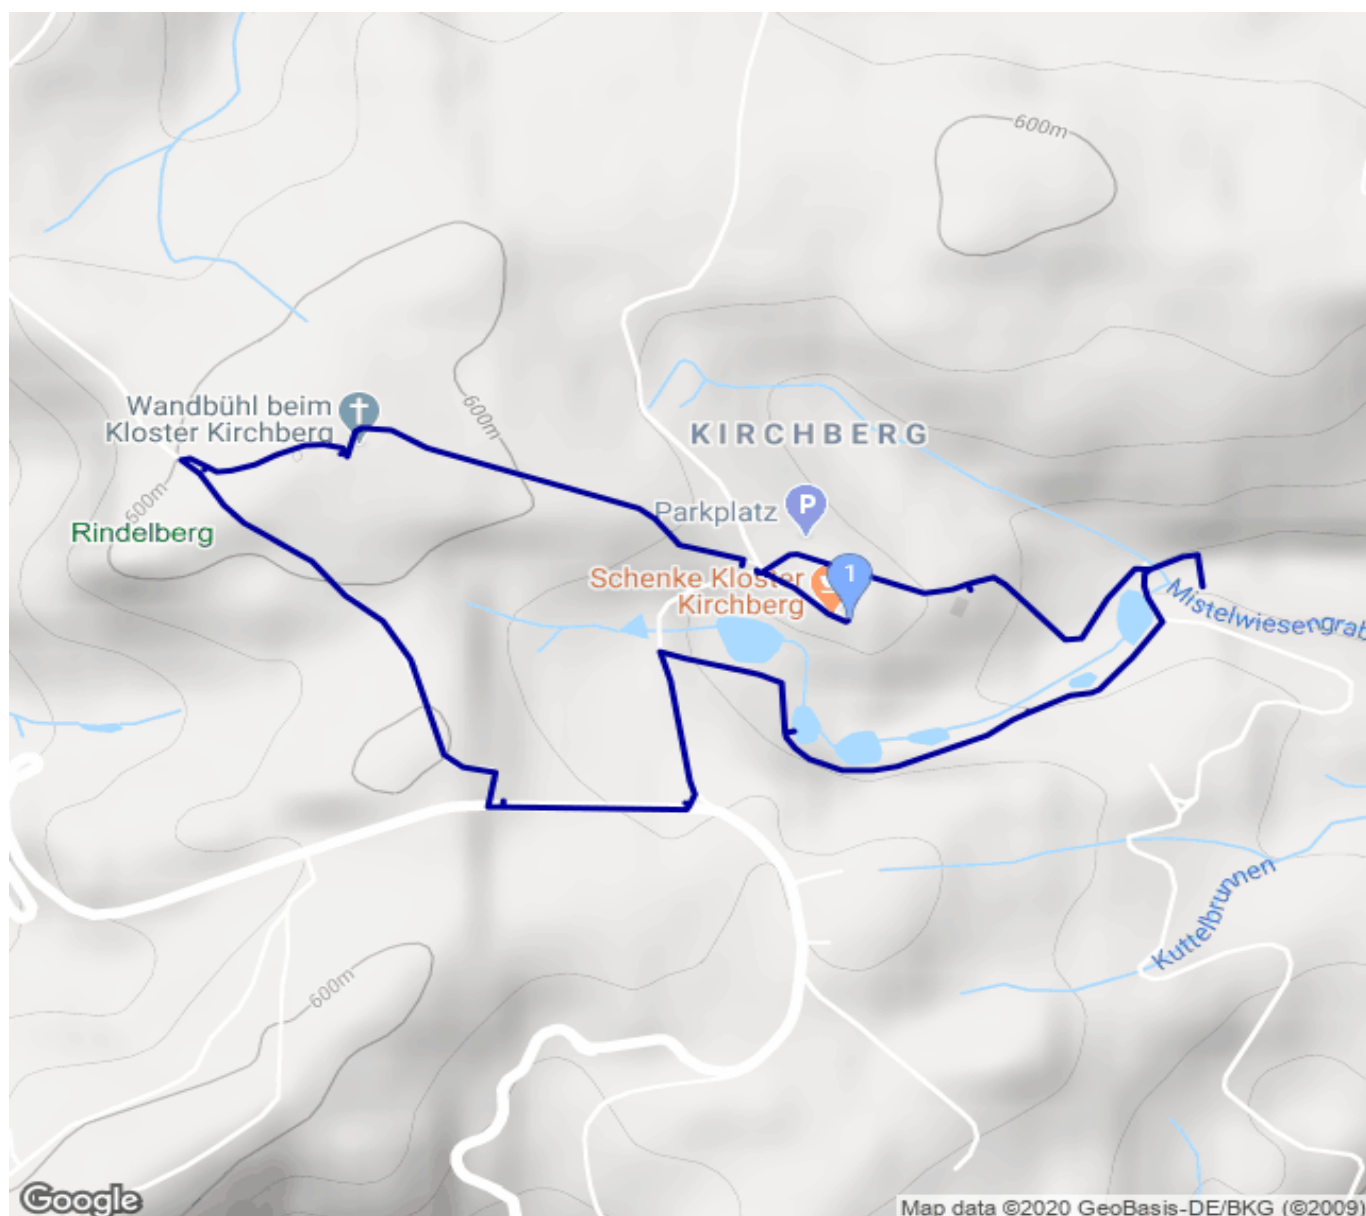 600m
Wandbühl beim
Kloster Kirchberg
600m
KIRCHBERG
600m
Parkplatz
P
Rindelberg
Schenke Kloster
Kirchberg
1
Mistelwiesengrab
Kuttelbrunnen
600m
Google
Map data ©2020 GeoBasis-DE/BKG (©2009)